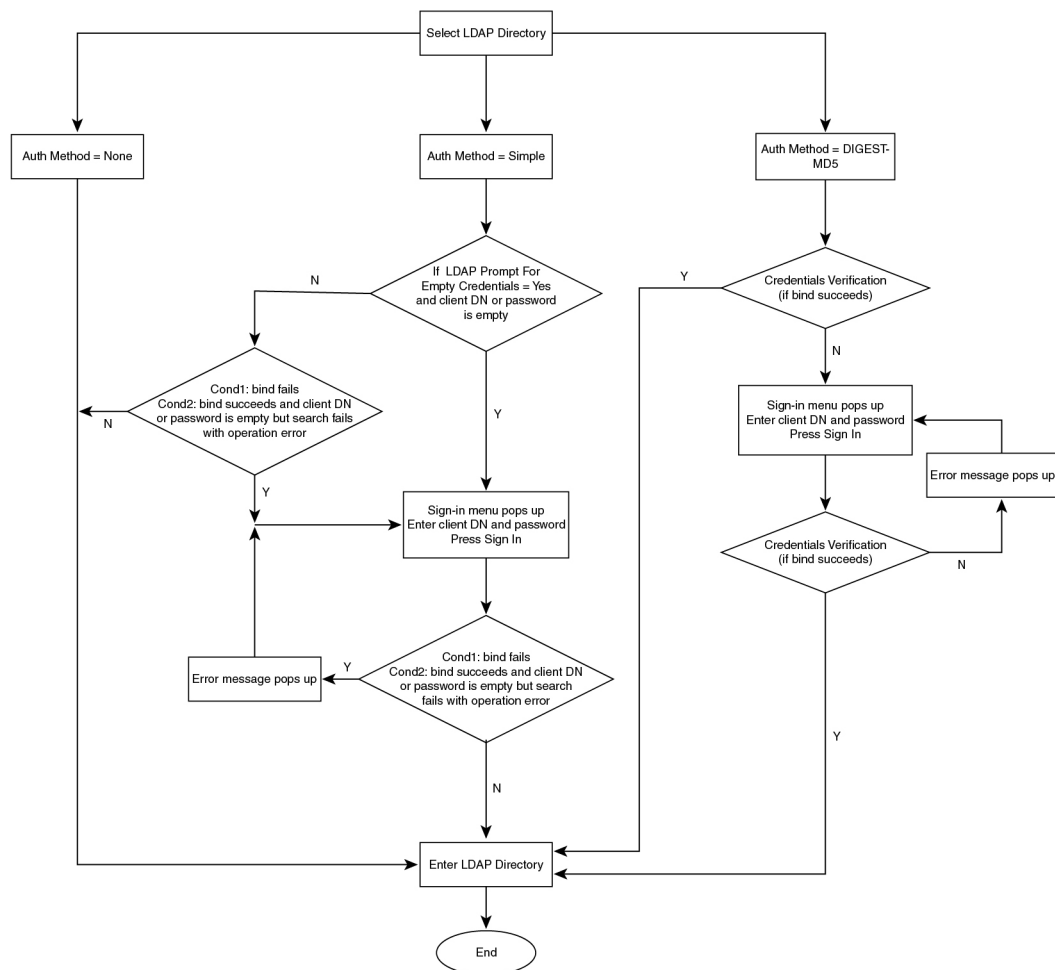 Select LDAP Directory
Auth Method = None
Auth Method = Simple
Auth Method = DIGEST-
MD5
If LDAP Prompt For
Empty Credentials = Yes
and client DN or password
is empty
N
Y
Credentials Verification
(if bind succeeds)
Y
N
Cond1: bind fails
Cond2: bind succeeds and client DN
or password is empty but search fails
with operation error
N
Y
Sign-in menu pops up
Enter client DN and password
Press Sign In
Error message pops up
Sign-in menu pops up
Enter client DN and password
Press Sign In
Credentials Verification
(if bind succeeds)
N
Y
Cond1: bind fails
Cond2: bind succeeds and client DN
or password is empty but search
fails with operation error
Y
Error message pops up
N
Enter LDAP Directory
End